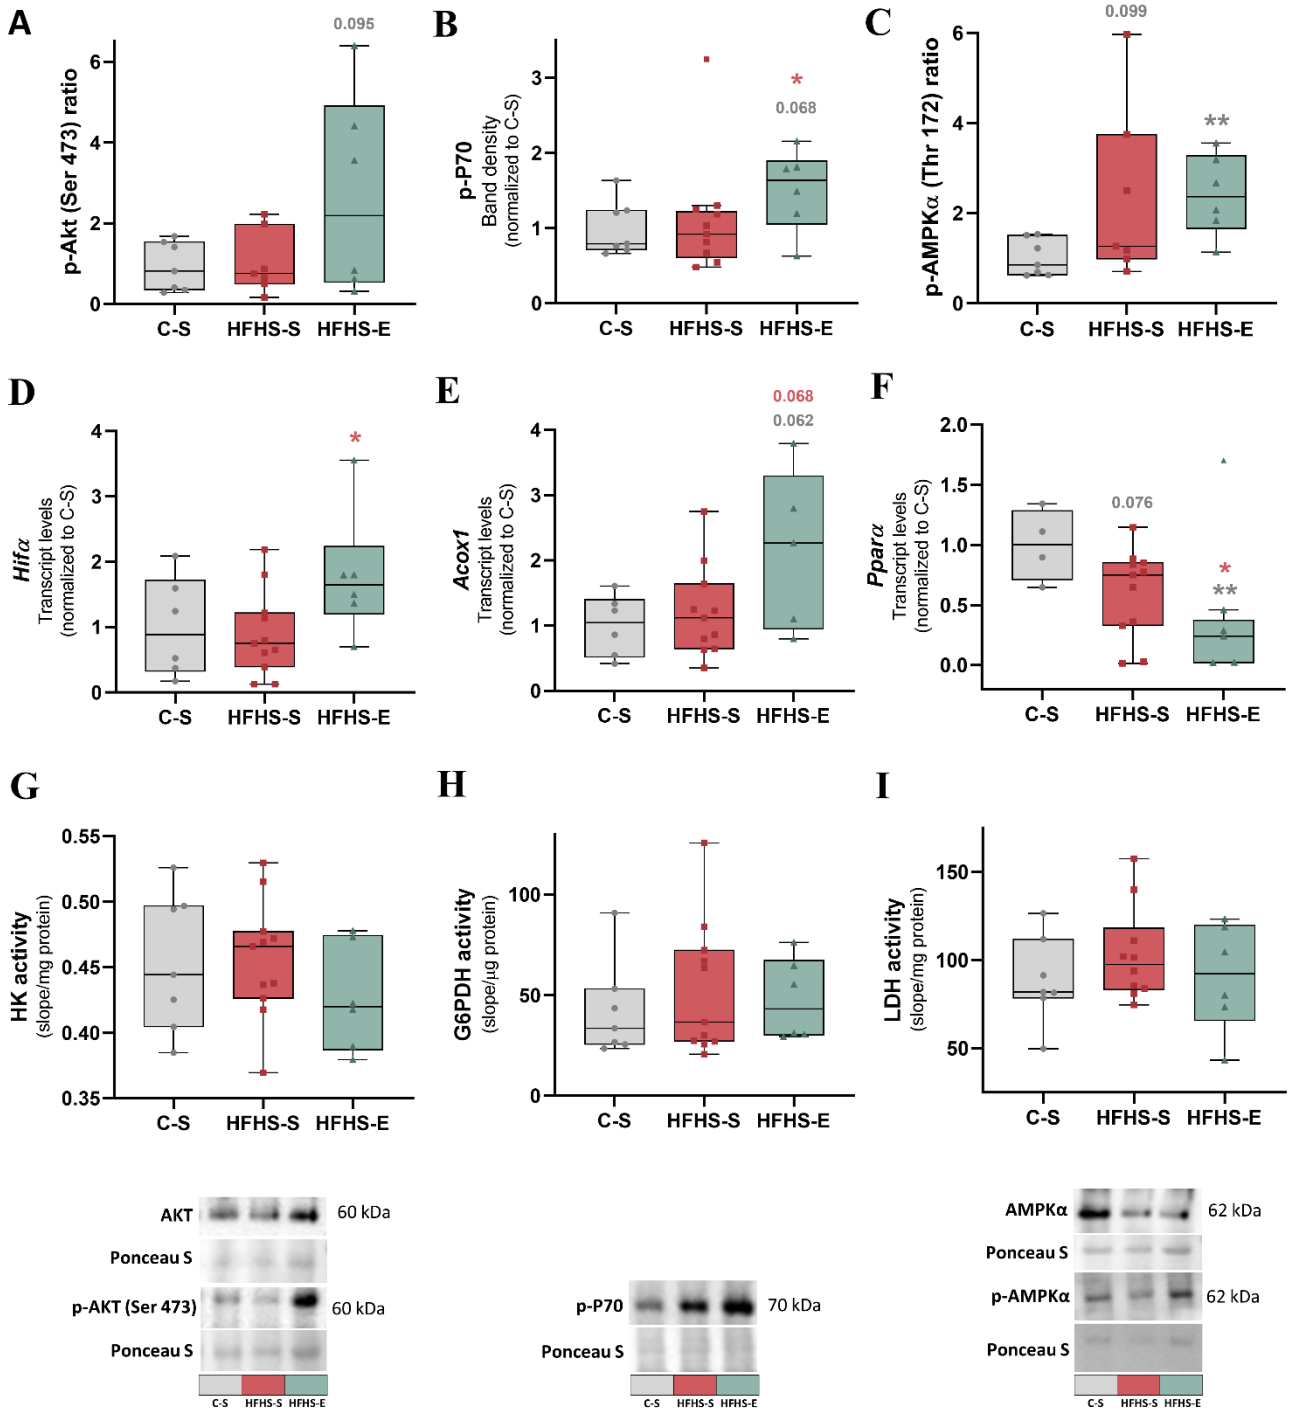 A
0.095
p-Akt (Ser 473) ratio
6
4
2
0
C-S HFHS-S HFHS-E
B
*
0.068
p-P70
Band density
(normalized to C-S)
3
2
1
0
C-S HFHS-S HFHS-E
C
0.099
**
p-AMPKα (Thr 172) ratio
6
4
2
0
C-S HFHS-S HFHS-E
D
*
Hifα
Transcript levels
(normalized to C-S)
4
3
2
1
0
C-S HFHS-S HFHS-E
E
0.068
0.062
Acox1
Transcript levels
(normalized to C-S)
4
3
2
1
0
C-S HFHS-S HFHS-E
F
0.076
*
**
Pparα
Transcript levels
(normalized to C-S)
2.0
1.5
1.0
0.5
0.0
C-S HFHS-S HFHS-E
G
HK activity
(slope/mg protein)
0.55
0.50
0.45
0.40
0.35
C-S HFHS-S HFHS-E
H
G6PDH activity
(slope/μg protein)
100
50
0
C-S HFHS-S HFHS-E
I
LDH activity
(slope/mg protein)
150
100
50
C-S HFHS-S HFHS-E
AKT 60 kDa
Ponceau S
p-AKT (Ser 473) 60 kDa
Ponceau S
C-S HFHS-S HFHS-E
p-P70 70 kDa
Ponceau S
C-S HFHS-S HFHS-E
AMPKα 62 kDa
Ponceau S
p-AMPKα 62 kDa
Ponceau S
C-S HFHS-S HFHS-E